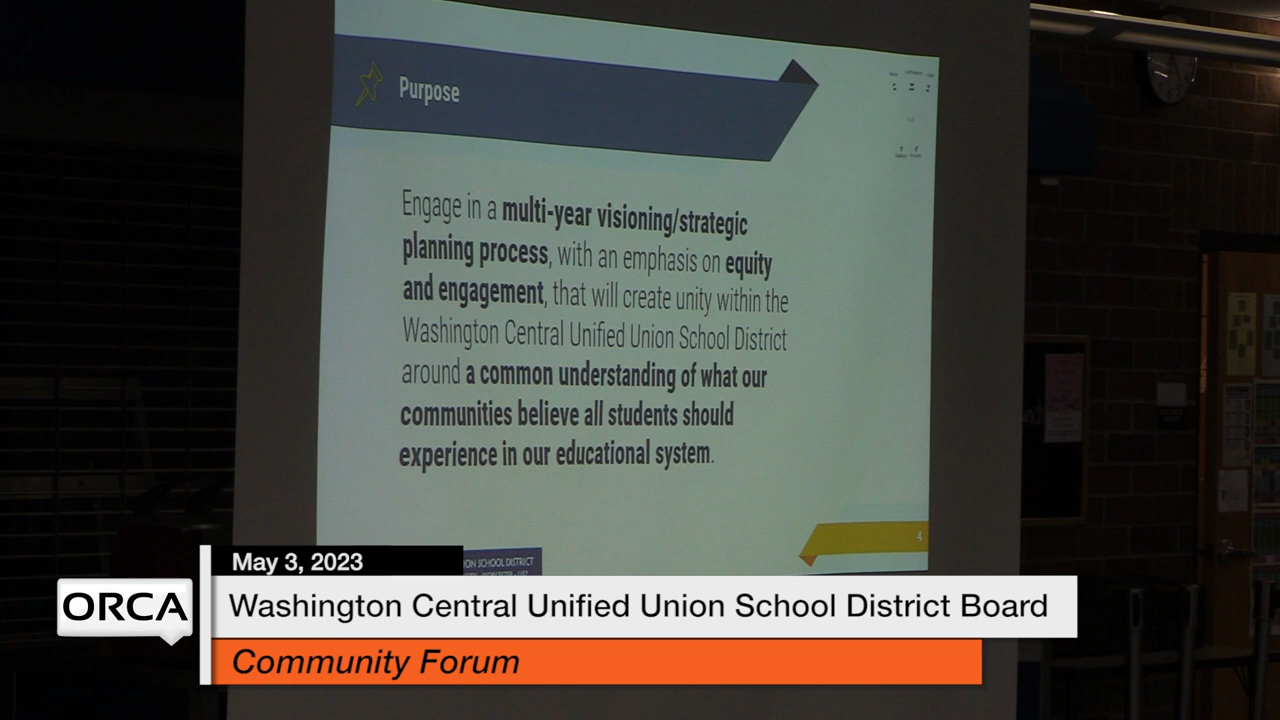 Purpose
Engage in a multi-year visioning/strategic
planning process, with an emphasis on equity
and engagement, that will create unity within the
Washington Central Unified Union School District
around a common understanding of what our
communities believe all students should
experience in our educational system.
4
ION SCHOOL DISTRICT
May 3, 2023
ORCA
Washington Central Unified Union School District Board
Community Forum